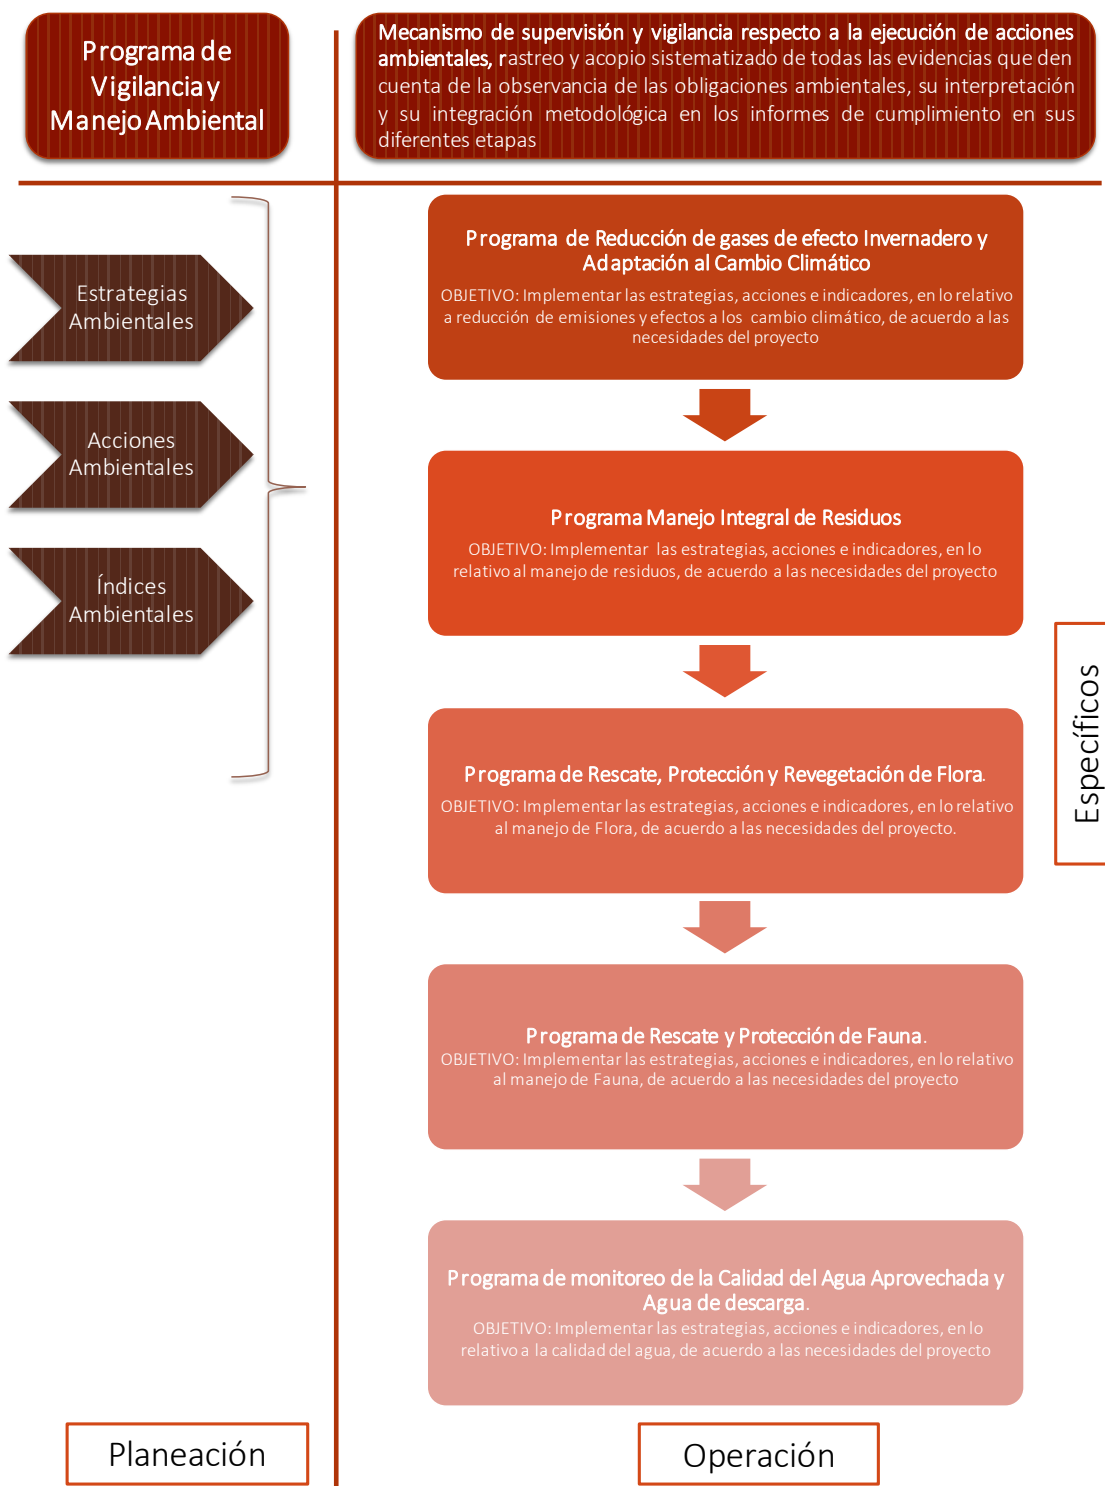 Programa de
Vigilancia y
Manejo Ambiental
Mecanismo de supervisión y vigilancia respecto a la ejecución de acciones
ambientales, rastreo y acopio sistematizado de todas las evidencias que den
cuenta de la observancia de las obligaciones ambientales, su interpretación
y su integración metodológica en los informes de cumplimiento en sus
diferentes etapas
Estrategias
Ambientales
Acciones
Ambientales
Índices
Ambientales
Programa de Reducción de gases de efecto Invernadero y
Adaptación al Cambio Climático
OBJETIVO: Implementar las estrategias, acciones e indicadores, en lo relativo
a reducción de emisiones y efectos a los cambio climático, de acuerdo a las
necesidades del proyecto
Programa Manejo Integral de Residuos
OBJETIVO: Implementar las estrategias, acciones e indicadores, en lo
relativo al manejo de residuos, de acuerdo a las necesidades del proyecto
Programa de Rescate, Protección y Revegetación de Flora.
OBJETIVO: Implementar las estrategias, acciones e indicadores, en lo relativo
al manejo de Flora, de acuerdo a las necesidades del proyecto.
Programa de Rescate y Protección de Fauna.
OBJETIVO: Implementar las estrategias, acciones e indicadores, en lo relativo
al manejo de Fauna, de acuerdo a las necesidades del proyecto
Programa de monitoreo de la Calidad del Agua Aprovechada y
Agua de descarga.
OBJETIVO: Implementar las estrategias, acciones e indicadores, en lo
relativo a la calidad del agua, de acuerdo a las necesidades del proyecto
Específicos
Planeación
Operación